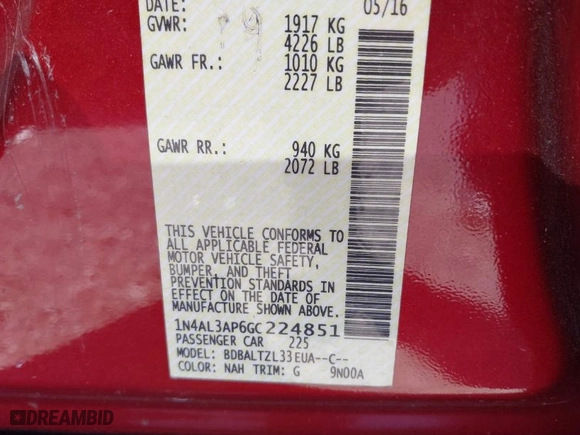 DATE: 05/16
GVWR: 1917 KG
4226 LB
GAWR FR.: 1010 KG
2227 LB
GAWR RR.: 940 KG
2072 LB
THIS VEHICLE CONFORMS TO
ALL APPLICABLE FEDERAL
MOTOR VEHICLE SAFETY,
BUMPER, AND THEFT
PREVENTION STANDARDS IN
EFFECT ON THE DATE OF
MANUFACTURE SHOWN ABOVE.
1N4AL3AP6GC224851
PASSENGER CAR 225
MODEL: BDBALTZL33EUA--C--
COLOR: NAH TRIM: G 9N00A
DREAMBID